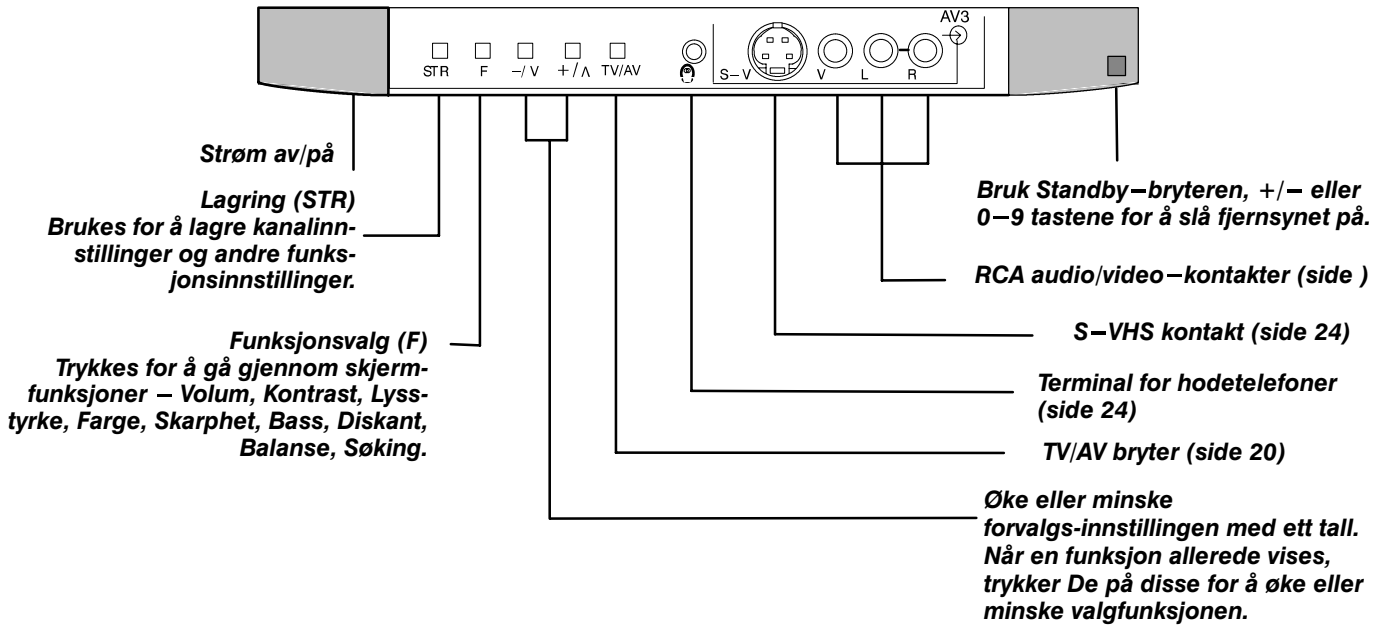 AV3
STR F –/ V +/Λ TV/AV S–V V L R
Strøm av/på
Lagring (STR)
Brukes for å lagre kanalinn-
stillinger og andre funks-
jonsinnstillinger.
Funksjonsvalg (F)
Trykkes for å gå gjennom skjerm-
funksjoner – Volum, Kontrast, Lyss-
tyrke, Farge, Skarphet, Bass, Diskant,
Balanse, Søking.
Bruk Standby–bryteren, +/– eller
0–9 tastene for å slå fjernsynet på.
RCA audio/video–kontakter (side )
S–VHS kontakt (side 24)
Terminal for hodetelefoner
(side 24)
TV/AV bryter (side 20)
Øke eller minske
forvalgs-innstillingen med ett tall.
Når en funksjon allerede vises,
trykker De på disse for å øke eller
minske valgfunksjonen.